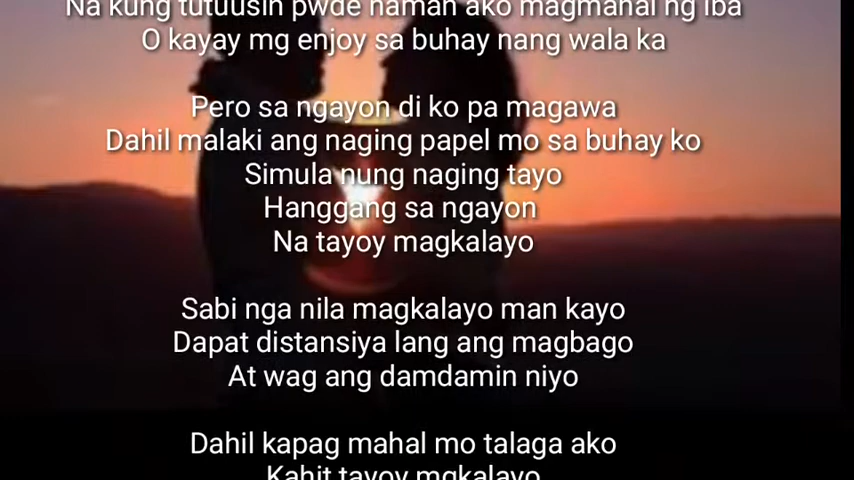 Na kung tutuusin pwde naman ako magmahal ng iba
O kayay mg enjoy sa buhay nang wala ka
Pero sa ngayon di ko pa magawa
Dahil malaki ang naging papel mo sa buhay ko
Simula nung naging tayo
Hanggang sa ngayon
Na tayoy magkalayo
Sabi nga nila magkalayo man kayo
Dapat distansiya lang ang magbago
At wag ang damdamin niyo
Dahil kapag mahal mo talaga ako
Kahit tayoy mgkalayo